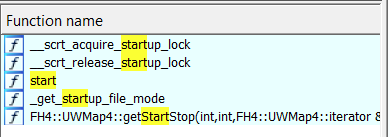 Function name
__scrt_acquire_startup_lock
__scrt_release_startup_lock
start
_get_startup_file_mode
FH4::UWMap4::getStartStop(int,int,FH4::UWMap4::iterator &